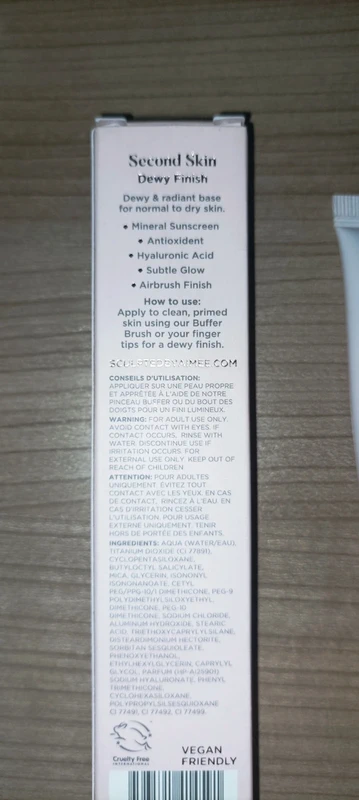 Second Skin
Dewy Finish
Dewy & radiant base
for normal to dry skin.
• Mineral Sunscreen
• Antioxident
• Hyaluronic Acid
• Subtle Glow
• Airbrush Finish
How to use:
Apply to clean, primed
skin using our Buffer
Brush or your finger
tips for a dewy finish.
SCULPTEDBYAIMEE.COM
CONSEILS D'UTILISATION:
APPLIQUER SUR UNE PEAU PROPRE
ET APPRÊTÉE À L'AIDE DE NOTRE
PINCEAU BUFFER OU DU BOUT DES
DOIGTS POUR UN FINI LUMINEUX.
WARNING: FOR ADULT USE ONLY.
AVOID CONTACT WITH EYES. IF
CONTACT OCCURS, RINSE WITH
WATER. DISCONTINUE USE IF
IRRITATION OCCURS. FOR
EXTERNAL USE ONLY. KEEP OUT OF
REACH OF CHILDREN
ATTENTION: POUR ADULTES
UNIQUEMENT. ÉVITEZ TOUT
CONTACT AVEC LES YEUX. EN CAS
DE CONTACT, RINCEZ À L'EAU. EN
CAS D'IRRITATION CESSER
L'UTILISATION. POUR USAGE
EXTERNE UNIQUEMENT. TENIR
HORS DE PORTÉE DES ENFANTS.
INGREDIENTS: AQUA (WATER/EAU),
TITANIUM DIOXIDE (CI 77891),
CYCLOPENTASILOXANE,
BUTYLOCTYL SALICYLATE,
MICA, GLYCERIN, ISONONYL
ISONONANOATE, CETYL
PEG/PPG-10/1 DIMETHICONE, PEG-9
POLYDIMETHYLSILOXYETHYL
DIMETHICONE, PEG-10
DIMETHICONE, SODIUM CHLORIDE,
ALUMINUM HYDROXIDE, STEARIC
ACID, TRIETHOXYCAPRYLYLSILANE,
DISTEARDIMONIUM HECTORITE,
SORBITAN SESQUIOLEATE,
PHENOXYETHANOL,
ETHYLHEXYLGLYCERIN, CAPRYLYL
GLYCOL, PARFUM
SODIUM HYALURONATE, PHENYL
TRIMETHICONE,
CYCLOHEXASILOXANE,
POLYPROPYLSILSESQUIOXANE
CI 77491, CI 77492, CI 77499.
Cruelty Free
INTERNATIONAL
VEGAN
FRIENDLY